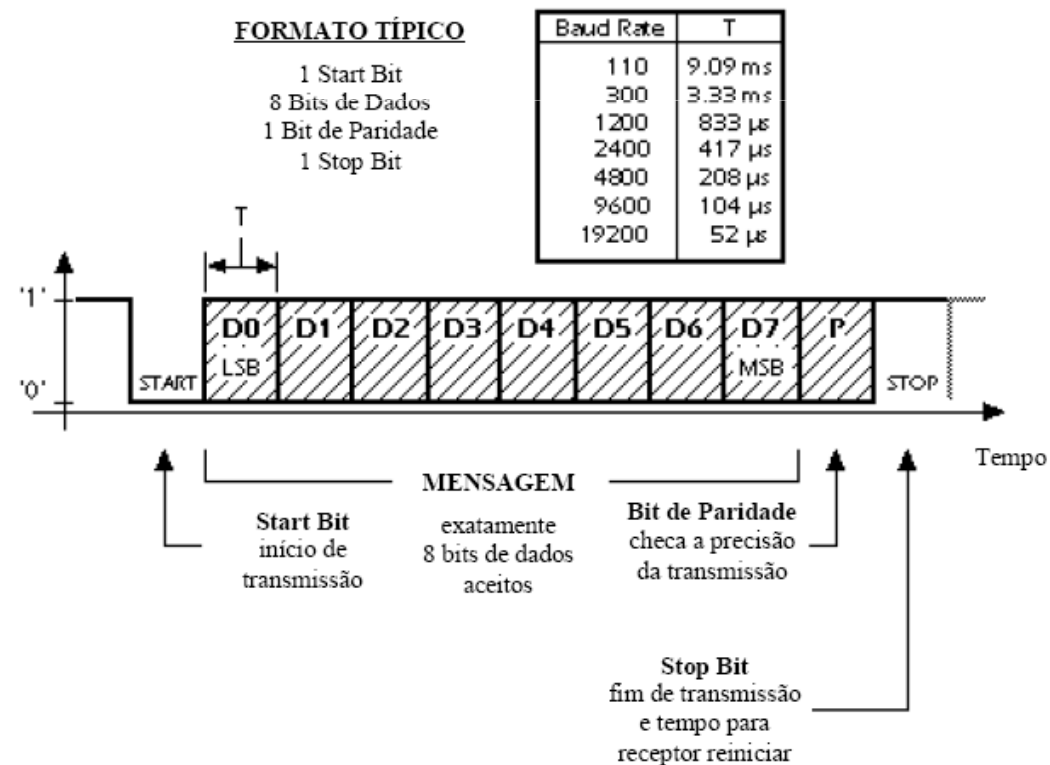 FORMATO TÍPICO
1 Start Bit
8 Bits de Dados
1 Bit de Paridade
1 Stop Bit
Baud Rate T
110 9.09 ms
300 3.33 ms
1200 833 µs
2400 417 µs
4800 208 µs
9600 104 µs
19200 52 µs
T
'1'
'0'
START
D0
LSB
D1
D2
D3
D4
D5
D6
D7
MSB
P
STOP
Tempo
MENSAGEM
exatamente
8 bits de dados
aceitos
Start Bit
início de
transmissão
Bit de Paridade
checa a precisão
da transmissão
Stop Bit
fim de transmissão
e tempo para
receptor reiniciar